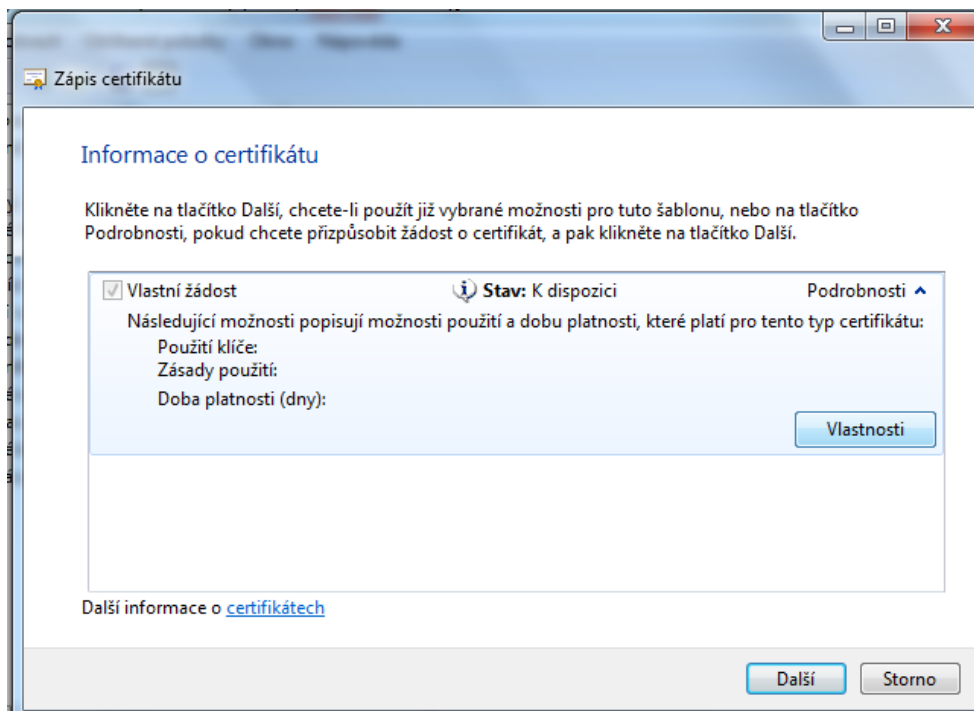 Zápis certifikátu
Informace o certifikátu
Klikněte na tlačítko Další, chcete-li použít již vybrané možnosti pro tuto šablonu, nebo na tlačítko
Podrobnosti, pokud chcete přizpůsobit žádost o certifikát, a pak klikněte na tlačítko Další.
Vlastní žádost Stav: K dispozici Podrobnosti
Následující možnosti popisují možnosti použití a dobu platnosti, které platí pro tento typ certifikátu:
Použití klíče:
Zásady použití:
Doba platnosti (dny):
Vlastnosti
Další informace o certifikátech
Další Storno